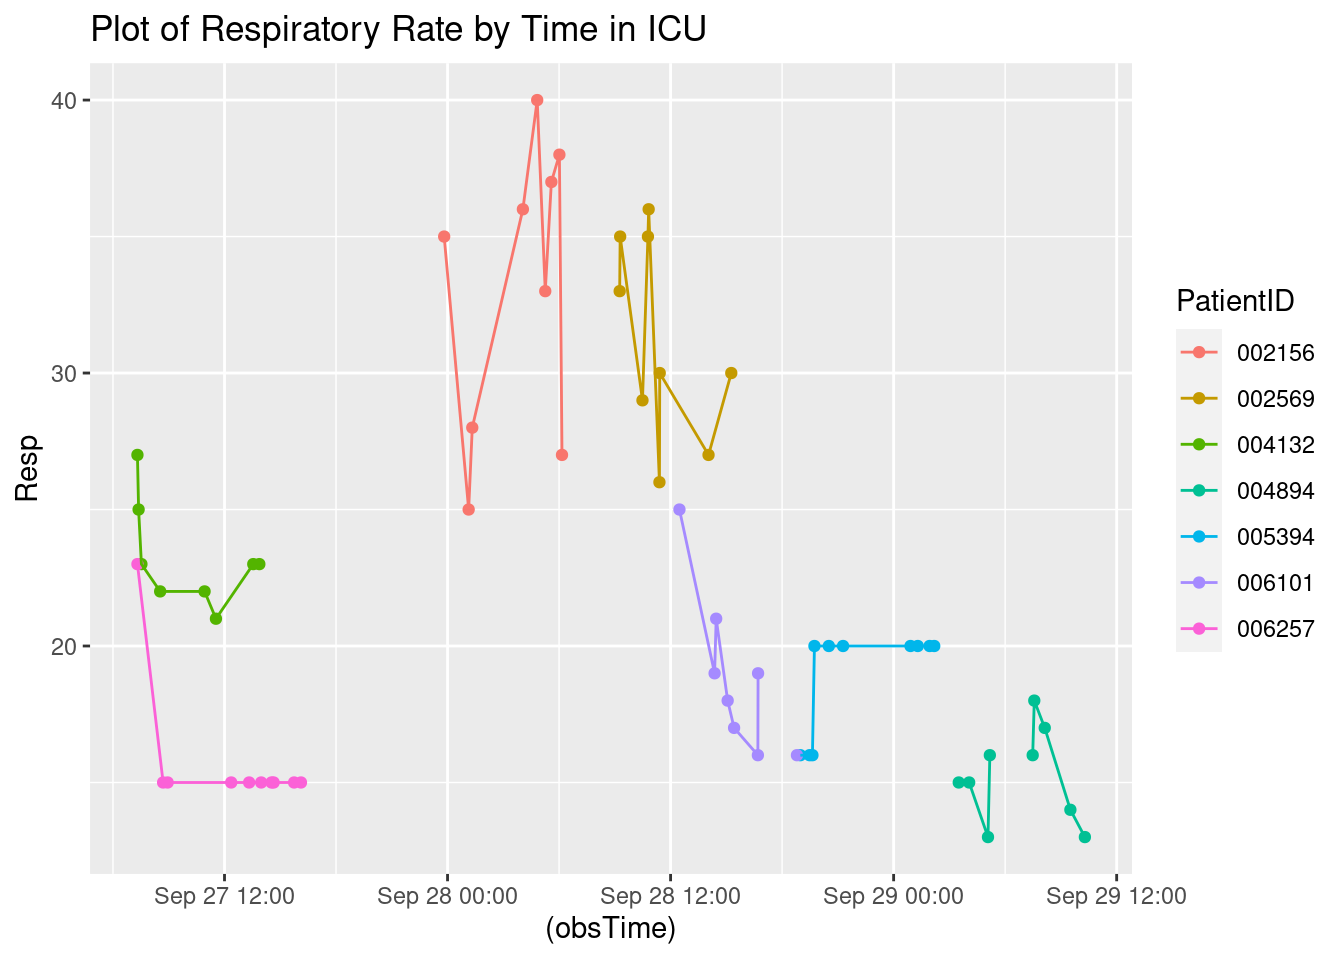 Plot of Respiratory Rate by Time in ICU
Resp
40
30
20
Sep 27 12:00
Sep 28 00:00
Sep 28 12:00
Sep 29 00:00
Sep 29 12:00
(obsTime)
PatientID
002156
002569
004132
004894
005394
006101
006257